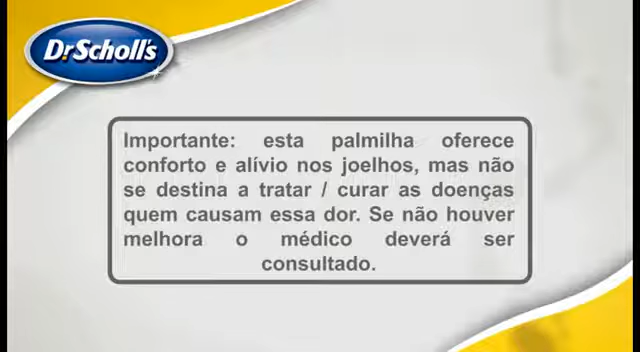 Dr.Scholl's
Importante: esta palmilha oferece
conforto e alívio nos joelhos, mas não
se destina a tratar / curar as doenças
quem causam essa dor. Se não houver
melhora o médico deverá ser
consultado.